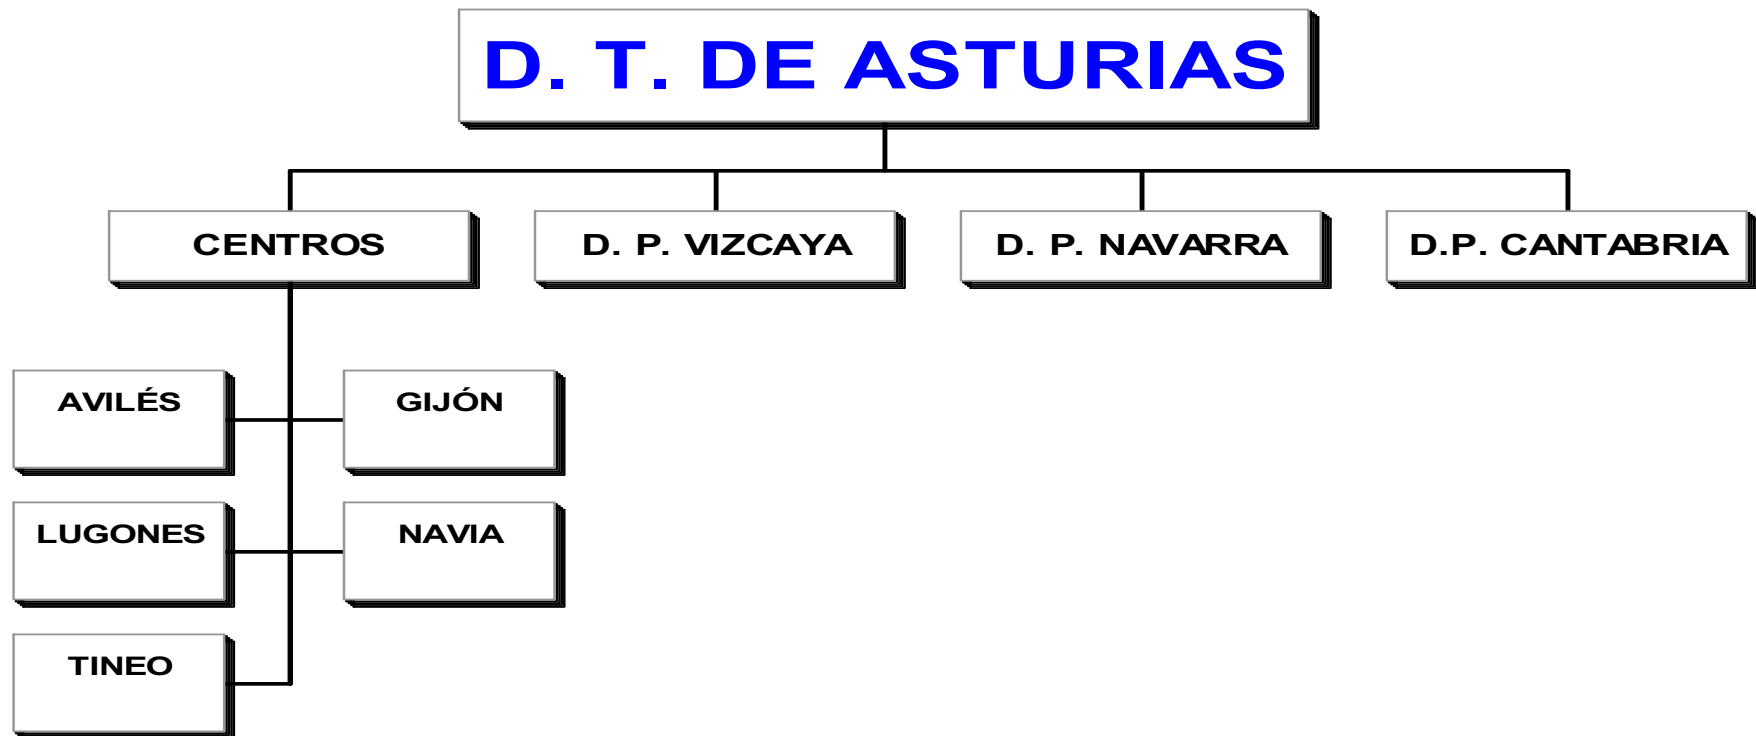 D. T. DE ASTURIAS
CENTROS
D. P. VIZCAYA
D. P. NAVARRA
D.P. CANTABRIA
AVILÉS
GIJÓN
LUGONES
NAVIA
TINEO